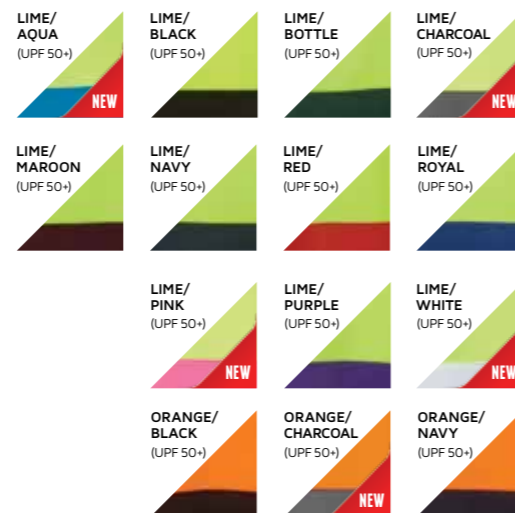 LIME/
AQUA
(UPF 50+)
NEW
LIME/
BLACK
(UPF 50+)
LIME/
BOTTLE
(UPF 50+)
LIME/
CHARCOAL
(UPF 50+)
NEW
LIME/
MAROON
(UPF 50+)
LIME/
NAVY
(UPF 50+)
LIME/
RED
(UPF 50+)
LIME/
ROYAL
(UPF 50+)
LIME/
PINK
(UPF 50+)
NEW
LIME/
PURPLE
(UPF 50+)
LIME/
WHITE
(UPF 50+)
NEW
ORANGE/
BLACK
(UPF 50+)
ORANGE/
CHARCOAL
(UPF 50+)
NEW
ORANGE/
NAVY
(UPF 50+)